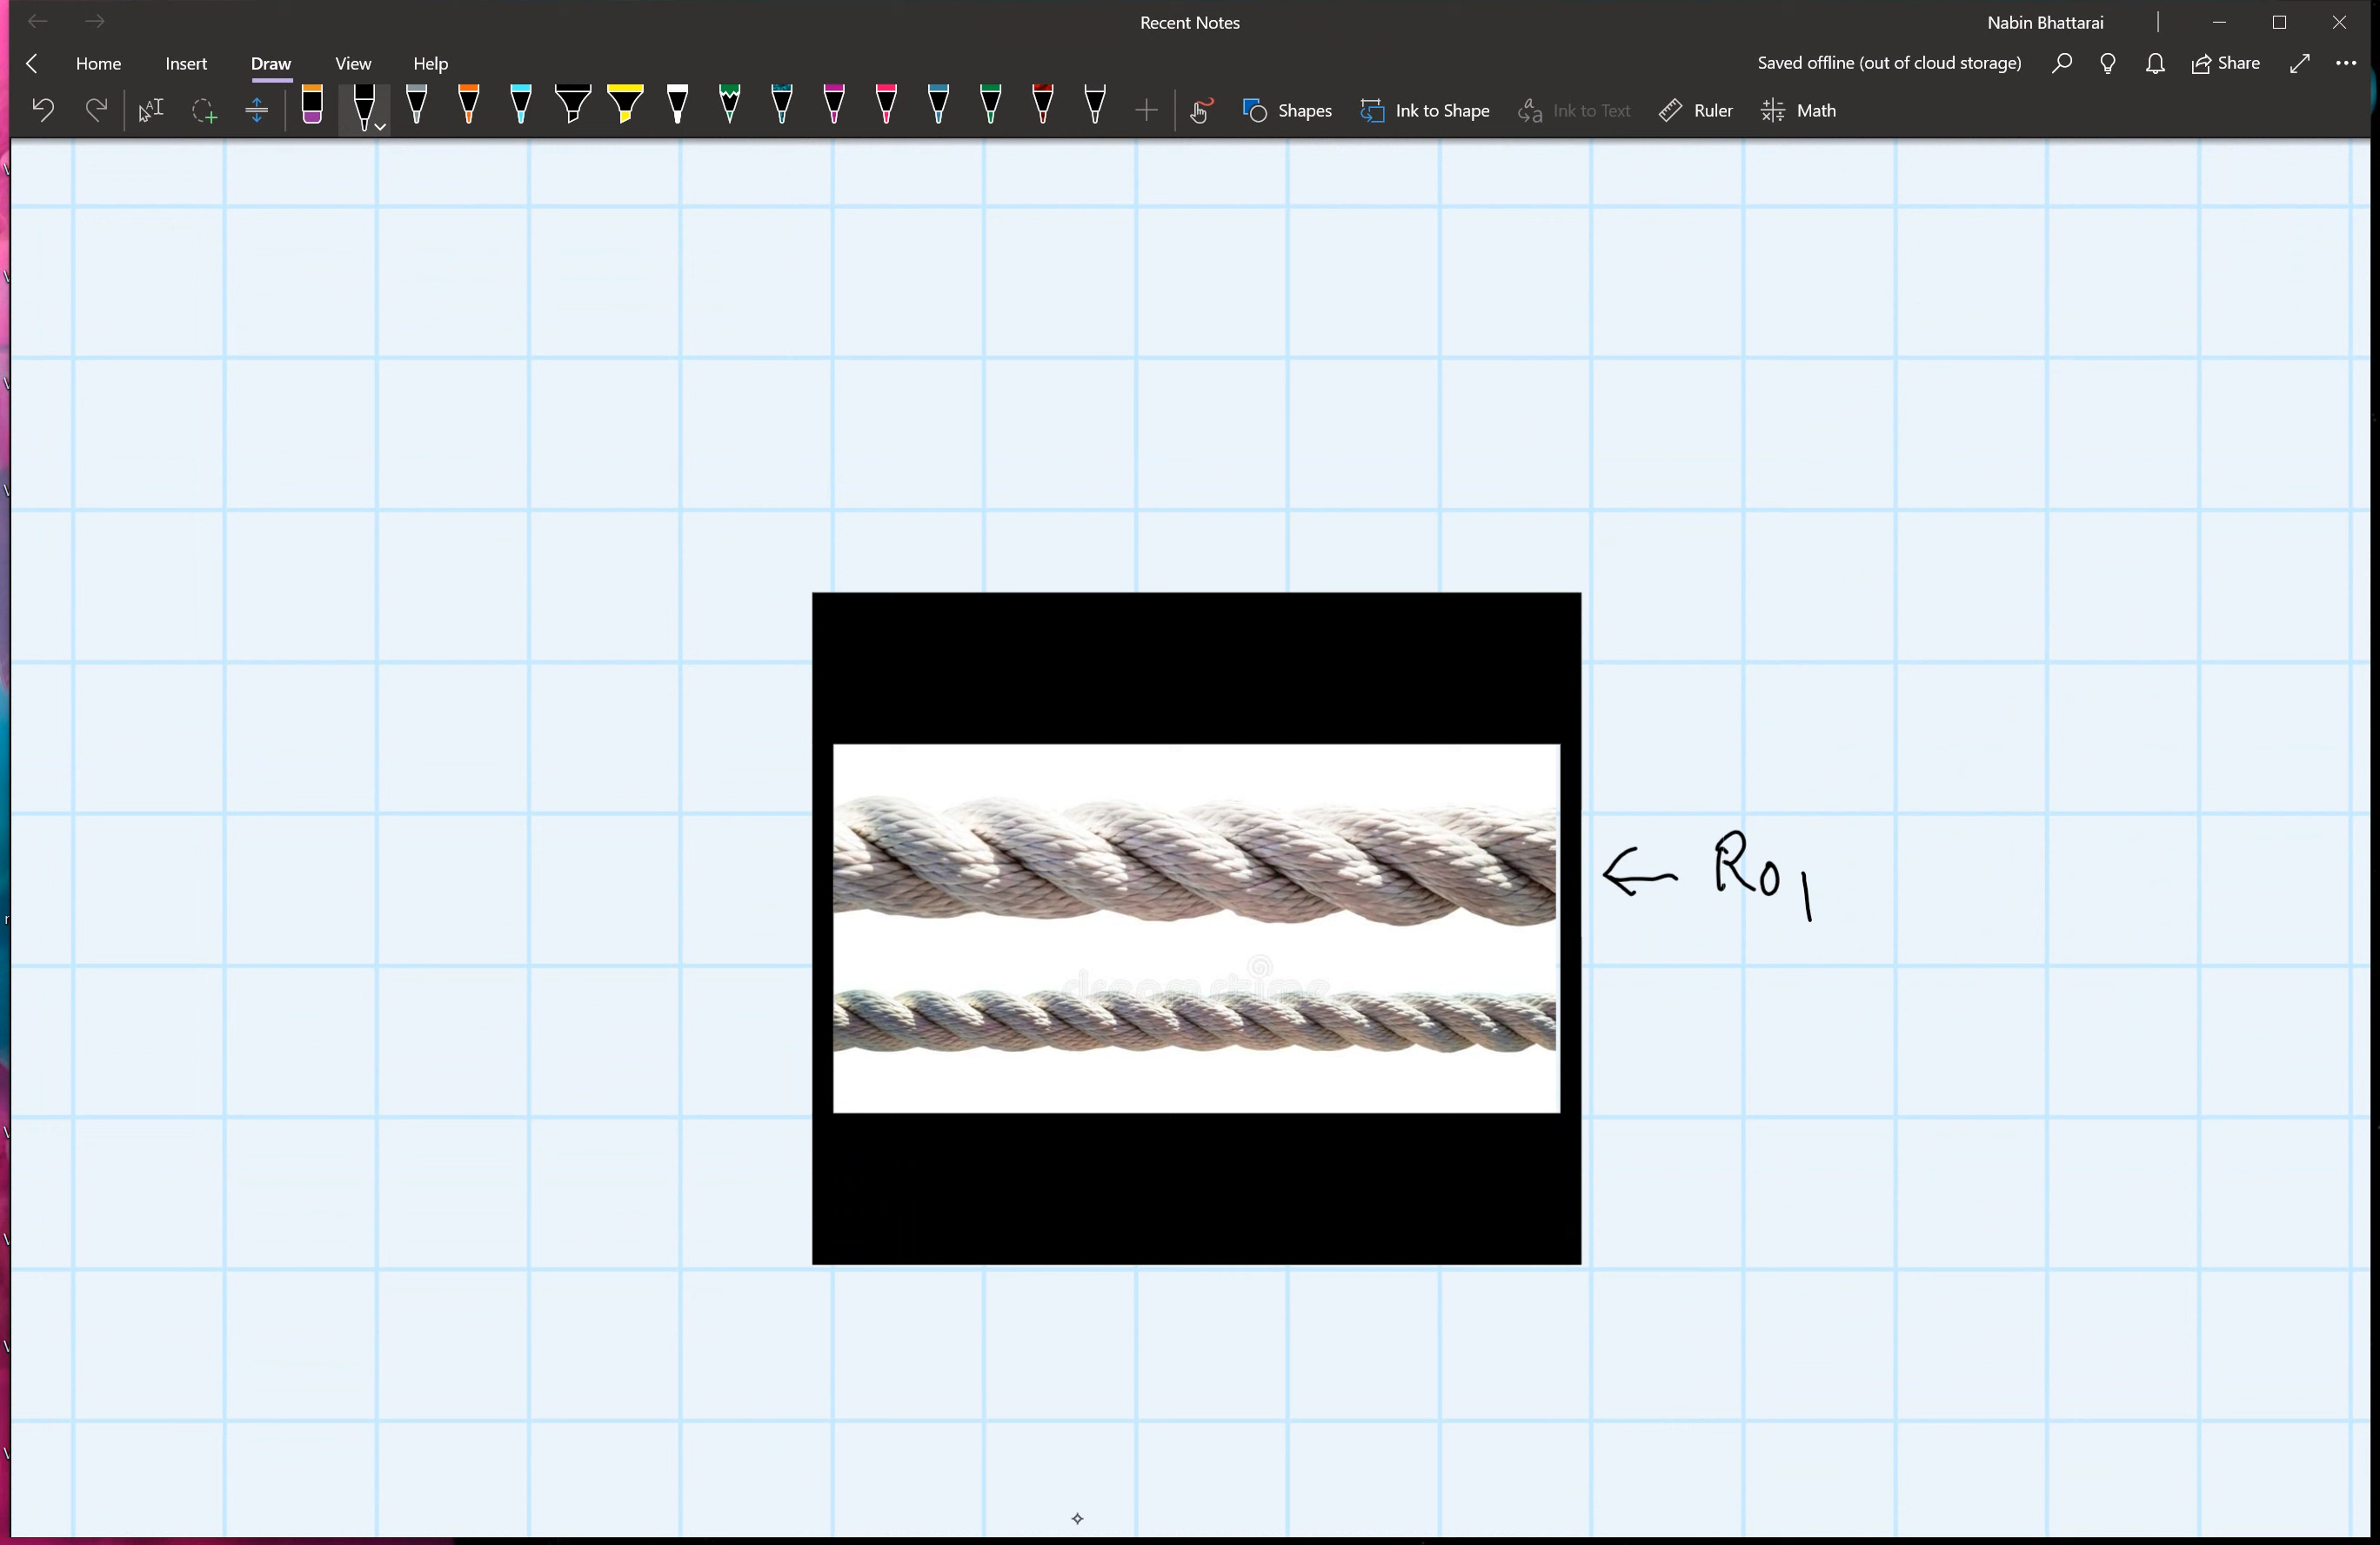 Recent Notes
Nabin Bhattarai
Home Insert Draw View Help
Saved offline (out of cloud storage)
Share
Shapes Ink to Shape Ink to Text Ruler Math
Ro1
dreamstime